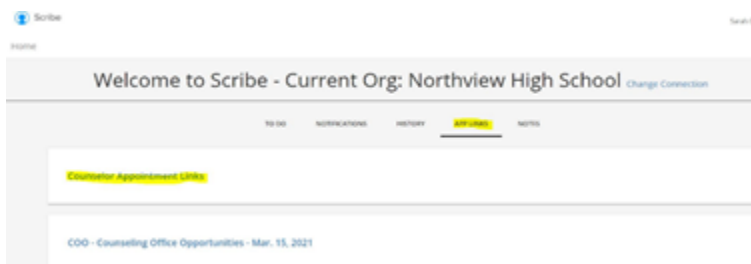 Scribe
Home
Welcome to Scribe - Current Org: Northview High School Change Connection
TO DO NOTIFICATIONS HISTORY APP LINKS NOTES
Counselor Appointment Links
COO - Counseling Office Opportunities - Mar. 15, 2021